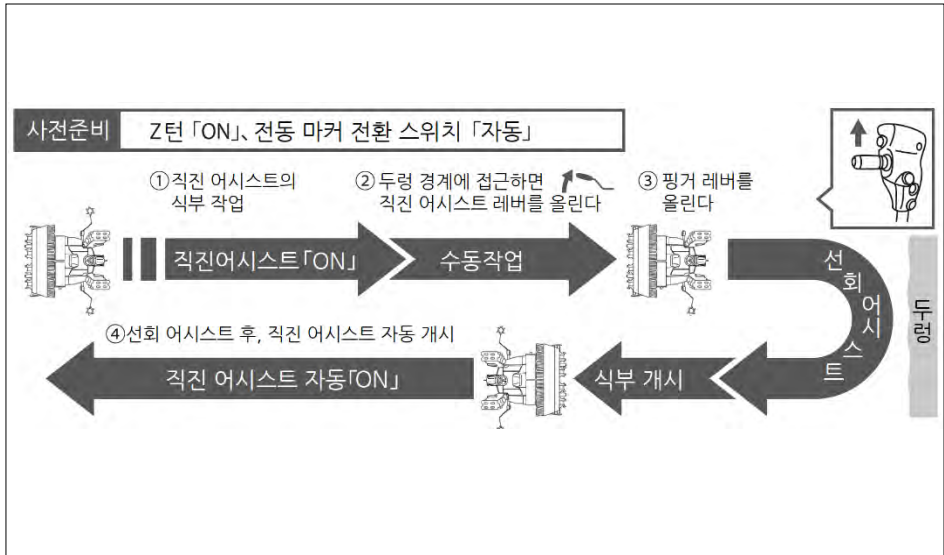 사전준비
Z턴 「ON」、전동 마커 전환 스위치 「자동」
①직진 어시스트의
식부 작업
②두렁 경계에 접근하면
직진 어시스트 레버를 올린다
③ 핑거 레버를
올린다
직진어시스트「ON」
수동작업
선회어시스트
두렁
④선회 어시스트 후, 직진 어시스트 자동 개시
식부 개시
직진 어시스트 자동「ON」